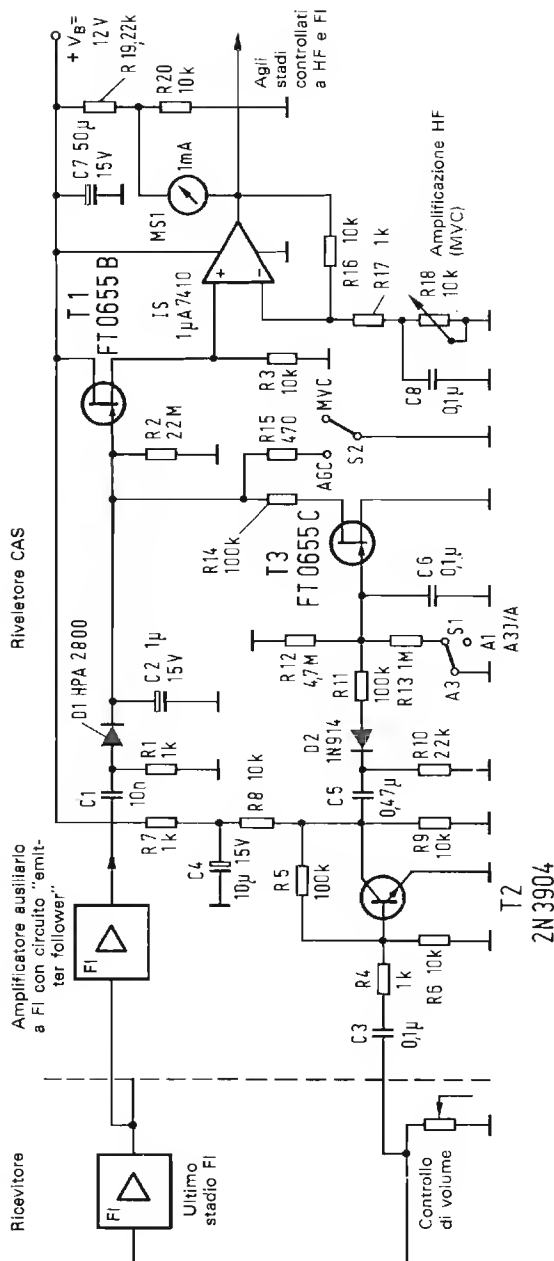 Ricevitore
Amplificatore ausiliario
a FI con circuito "emit-
ter follower"
Rivelatore CAS
+ VB=
12V
R 19,22k
R20
10k
C7 50µ
15V
1mA
MS1
Agli
stadi
controllati
a HF e FI
T1
FT0655B
IS
1µA7410
R16 10k
R17 1k
Amplificazione HF
(MVC)
R18
10k
C8
0,1µ
R3
10k
R2
22M
R15
470
MVC
AGC
S2
R14
100k
T3
FT0655C
C6
0,1µ
D1 HPA 2800
C2 1µ
15V
C1
10n
R1
1k
FI
FI
Ultimo
stadio FI
R7
1k
C4
10µ 15V
R8 10k
R5
100k
C5
0,47µ
D2
1N914
R12
4,7M
R11
100k
R13 1M
S1
A3
A1
A3J/A
R10
22k
R9
10k
T2
2N3904
R4
1k
R6 10k
C3
0,1µ
Controllo
di volume